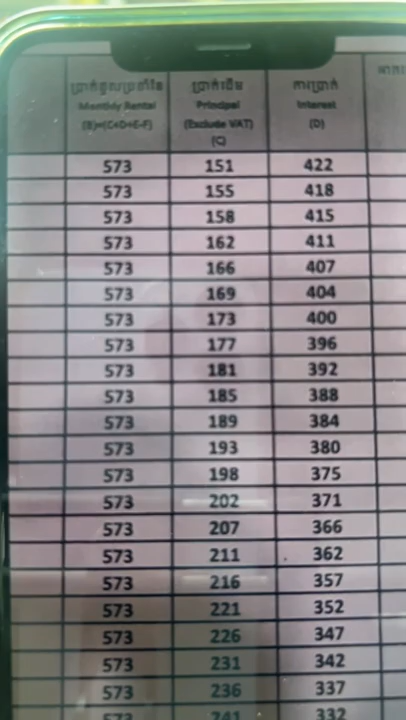 ប្រាក់ជួលប្រចាំខែ ប្រាក់ដើម ការប្រាក់
Monthly Rental Principal Interest
(B)=(C+D+E-F) (Exclude VAT) (D)
(C)
573 151 422
573 155 418
573 158 415
573 162 411
573 166 407
573 169 404
573 173 400
573 177 396
573 181 392
573 185 388
573 189 384
573 193 380
573 198 375
573 202 371
573 207 366
573 211 362
573 216 357
573 221 352
573 226 347
573 231 342
573 236 337
573 241 332